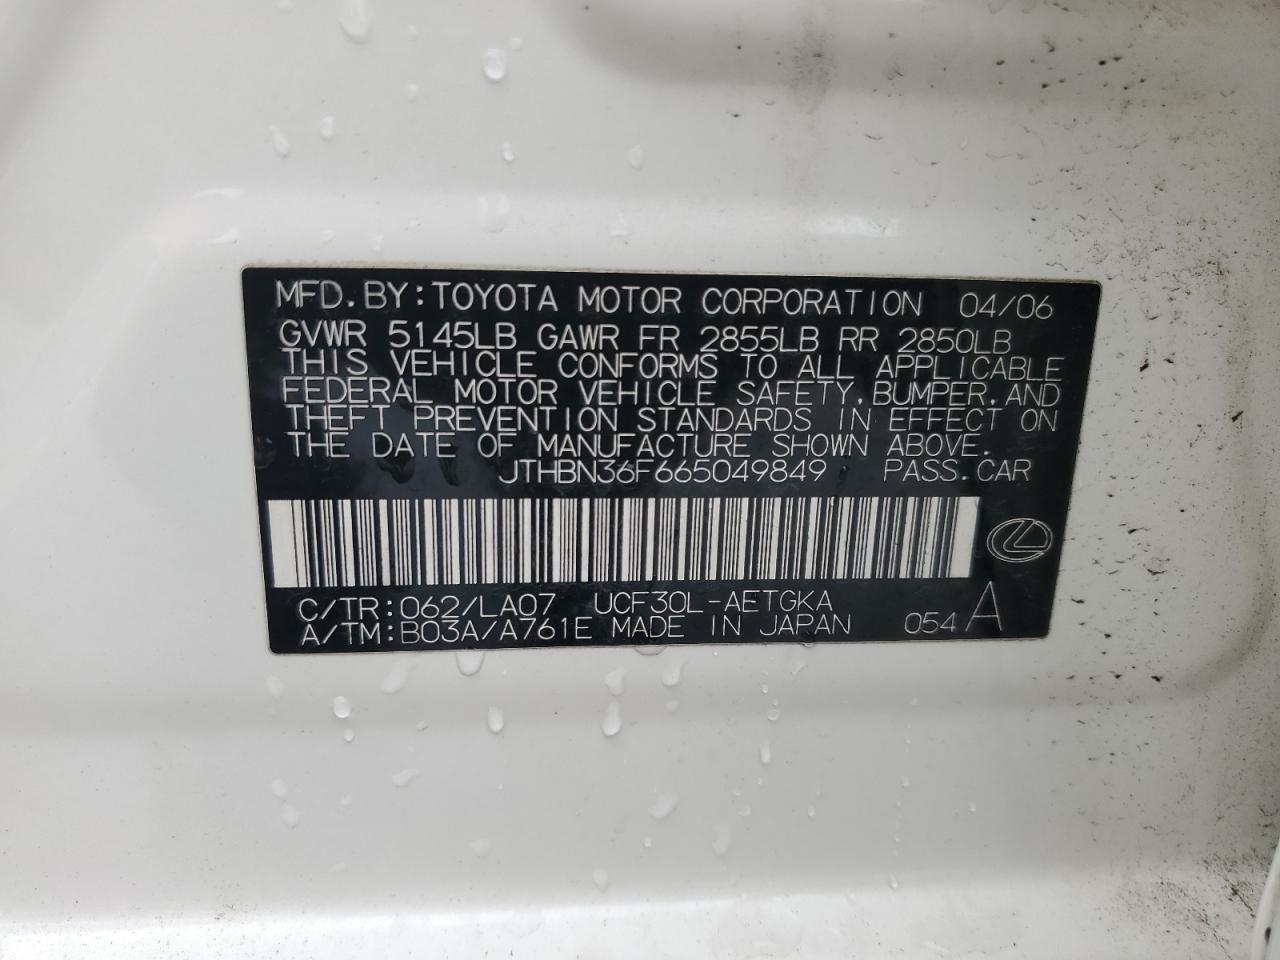 MFD.BY:TOYOTA MOTOR CORPORATION 04/06
GVWR 5145LB GAWR FR 2855LB RR 2850LB
THIS VEHICLE CONFORMS TO ALL APPLICABLE
FEDERAL MOTOR VEHICLE SAFETY,BUMPER,AND
THEFT PREVENTION STANDARDS IN EFFECT ON
THE DATE OF MANUFACTURE SHOWN ABOVE.
JTHBN36F665049849 PASS.CAR
C/TR:062/LA07 UCF30L-AETGKA
A/TM:B03A/A761E MADE IN JAPAN 054 A